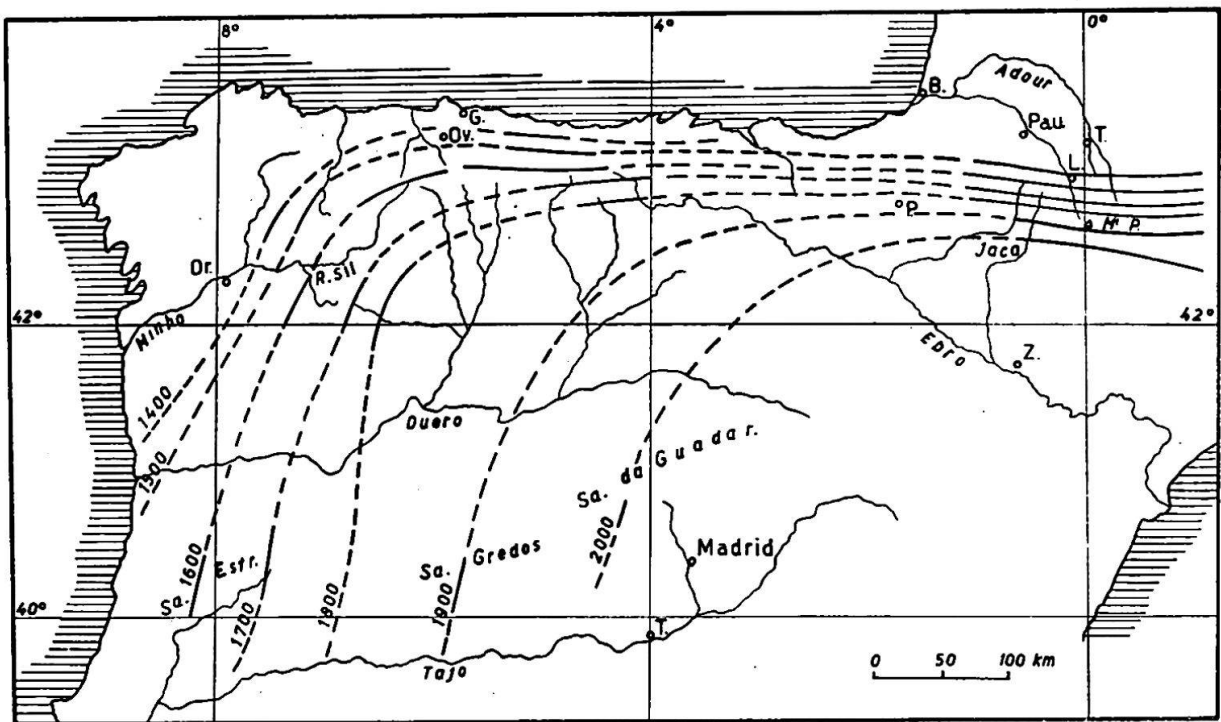 8°
4°
0°
B.
Adour
Pau
T.
G.
Ov.
L.
P.
Mt P.
Jaca
Or.
R. Sil
Minho
42°
42°
Ebro
Z.
1400
1500
Duero
Sa. da Guadar.
2000
Sa. Gredos
Madrid
Sa. Estr.
1600
1700
1800
1900
40°
T.
Tajo
0 50 100 km